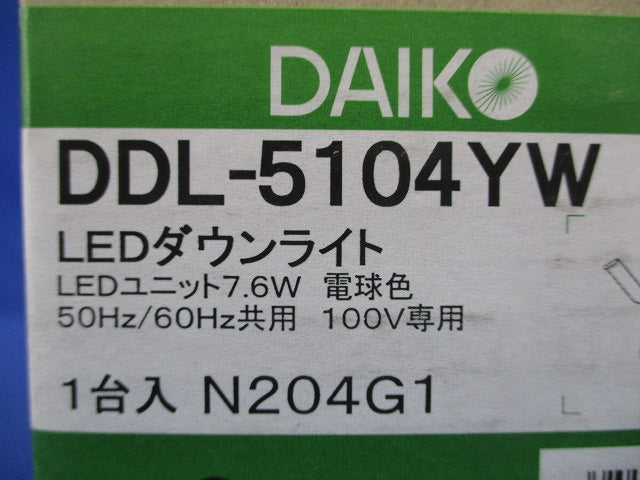 DAIKO
DDL-5104YW
LEDダウンライト
LEDユニット7.6W 電球色
50Hz/60Hz共用 100V専用
1台入 N204G1